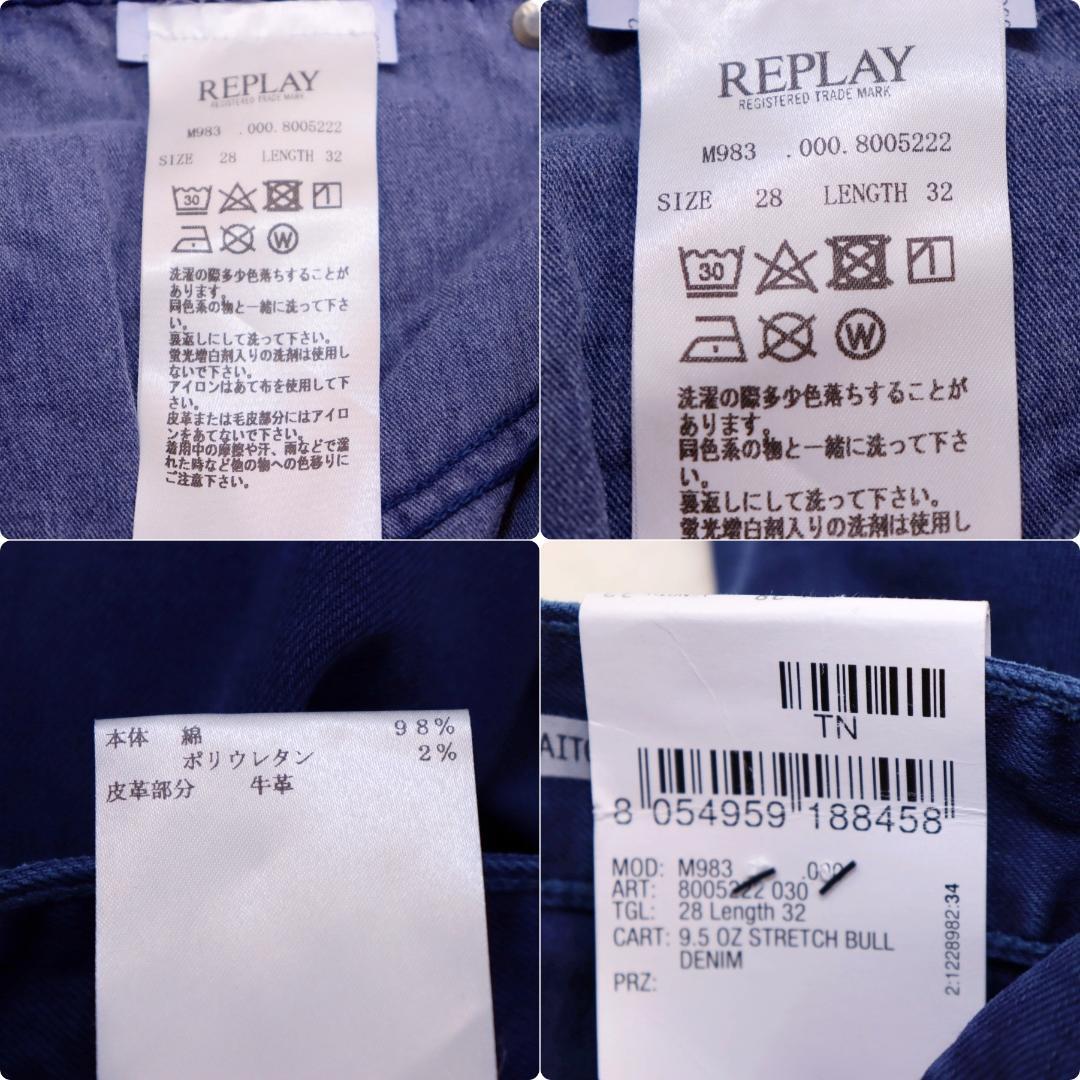 REPLAY
REGISTERED TRADE MARK
M983 .000.8005222
SIZE 28 LENGTH 32
30
W
洗濯の際多少色落ちすることが
あります。
同色系の物と一緒に洗って下さ
い。
裏返しにして洗って下さい。
蛍光増白剤入りの洗剤は使用し
ないで下さい。
アイロンはあて布を使用して下
さい。
皮革または毛皮部分にはアイロ
ンをあてないで下さい。
着用中の摩擦や汗、雨などで濡
れた時など他の物への色移りに
ご注意下さい。
REPLAY
REGISTERED TRADE MARK
M983 .000.8005222
SIZE 28 LENGTH 32
30
W
洗濯の際多少色落ちすることが
あります。
同色系の物と一緒に洗って下さ
い。
裏返しにして洗って下さい。
蛍光増白剤入りの洗剤は使用し
本体 綿 98%
ポリウレタン 2%
皮革部分 牛革
TN
8 054959 188458
MOD: M983 .000
ART: 8005222 030
TGL: 28 Length 32
CART: 9.5 OZ STRETCH BULL
DENIM
PRZ:
2:1228982:34